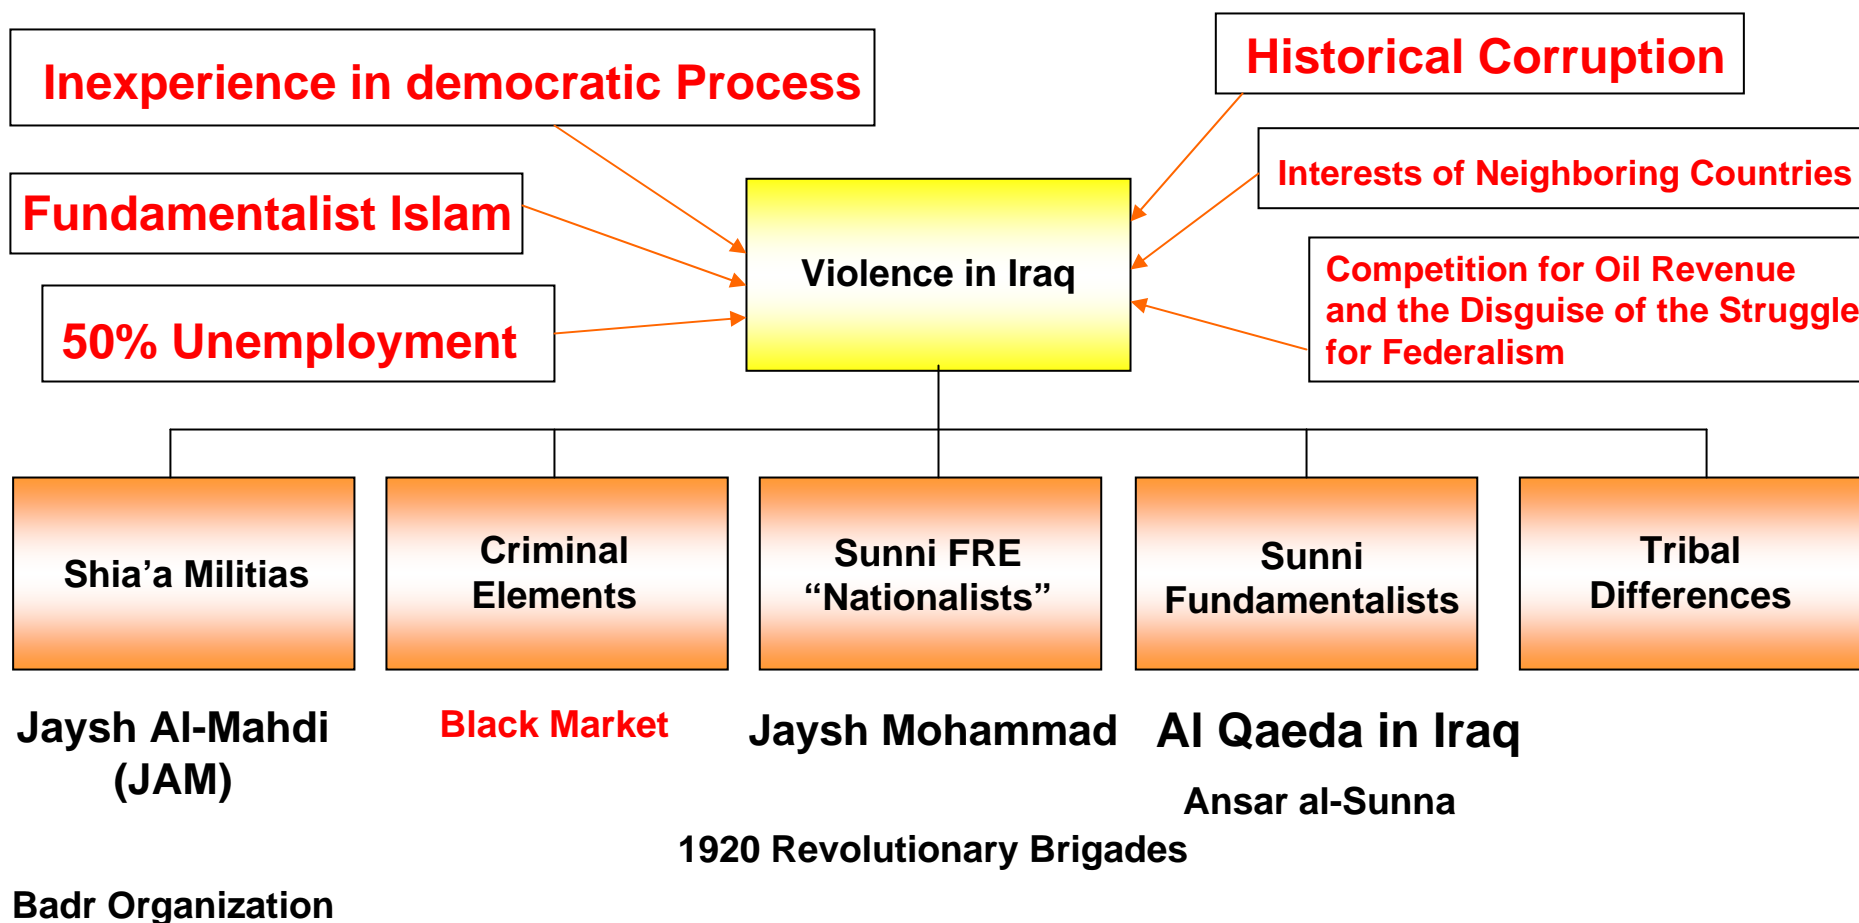 Inexperience in democratic Process
Historical Corruption
Fundamentalist Islam
Interests of Neighboring Countries
50% Unemployment
Violence in Iraq
Competition for Oil Revenue
and the Disguise of the Struggle
for Federalism
Shia’a Militias
Criminal
Elements
Sunni FRE
“Nationalists”
Sunni
Fundamentalists
Tribal
Differences
Jaysh Al-Mahdi
(JAM)
Black Market
Jaysh Mohammad
Al Qaeda in Iraq
Ansar al-Sunna
1920 Revolutionary Brigades
Badr Organization